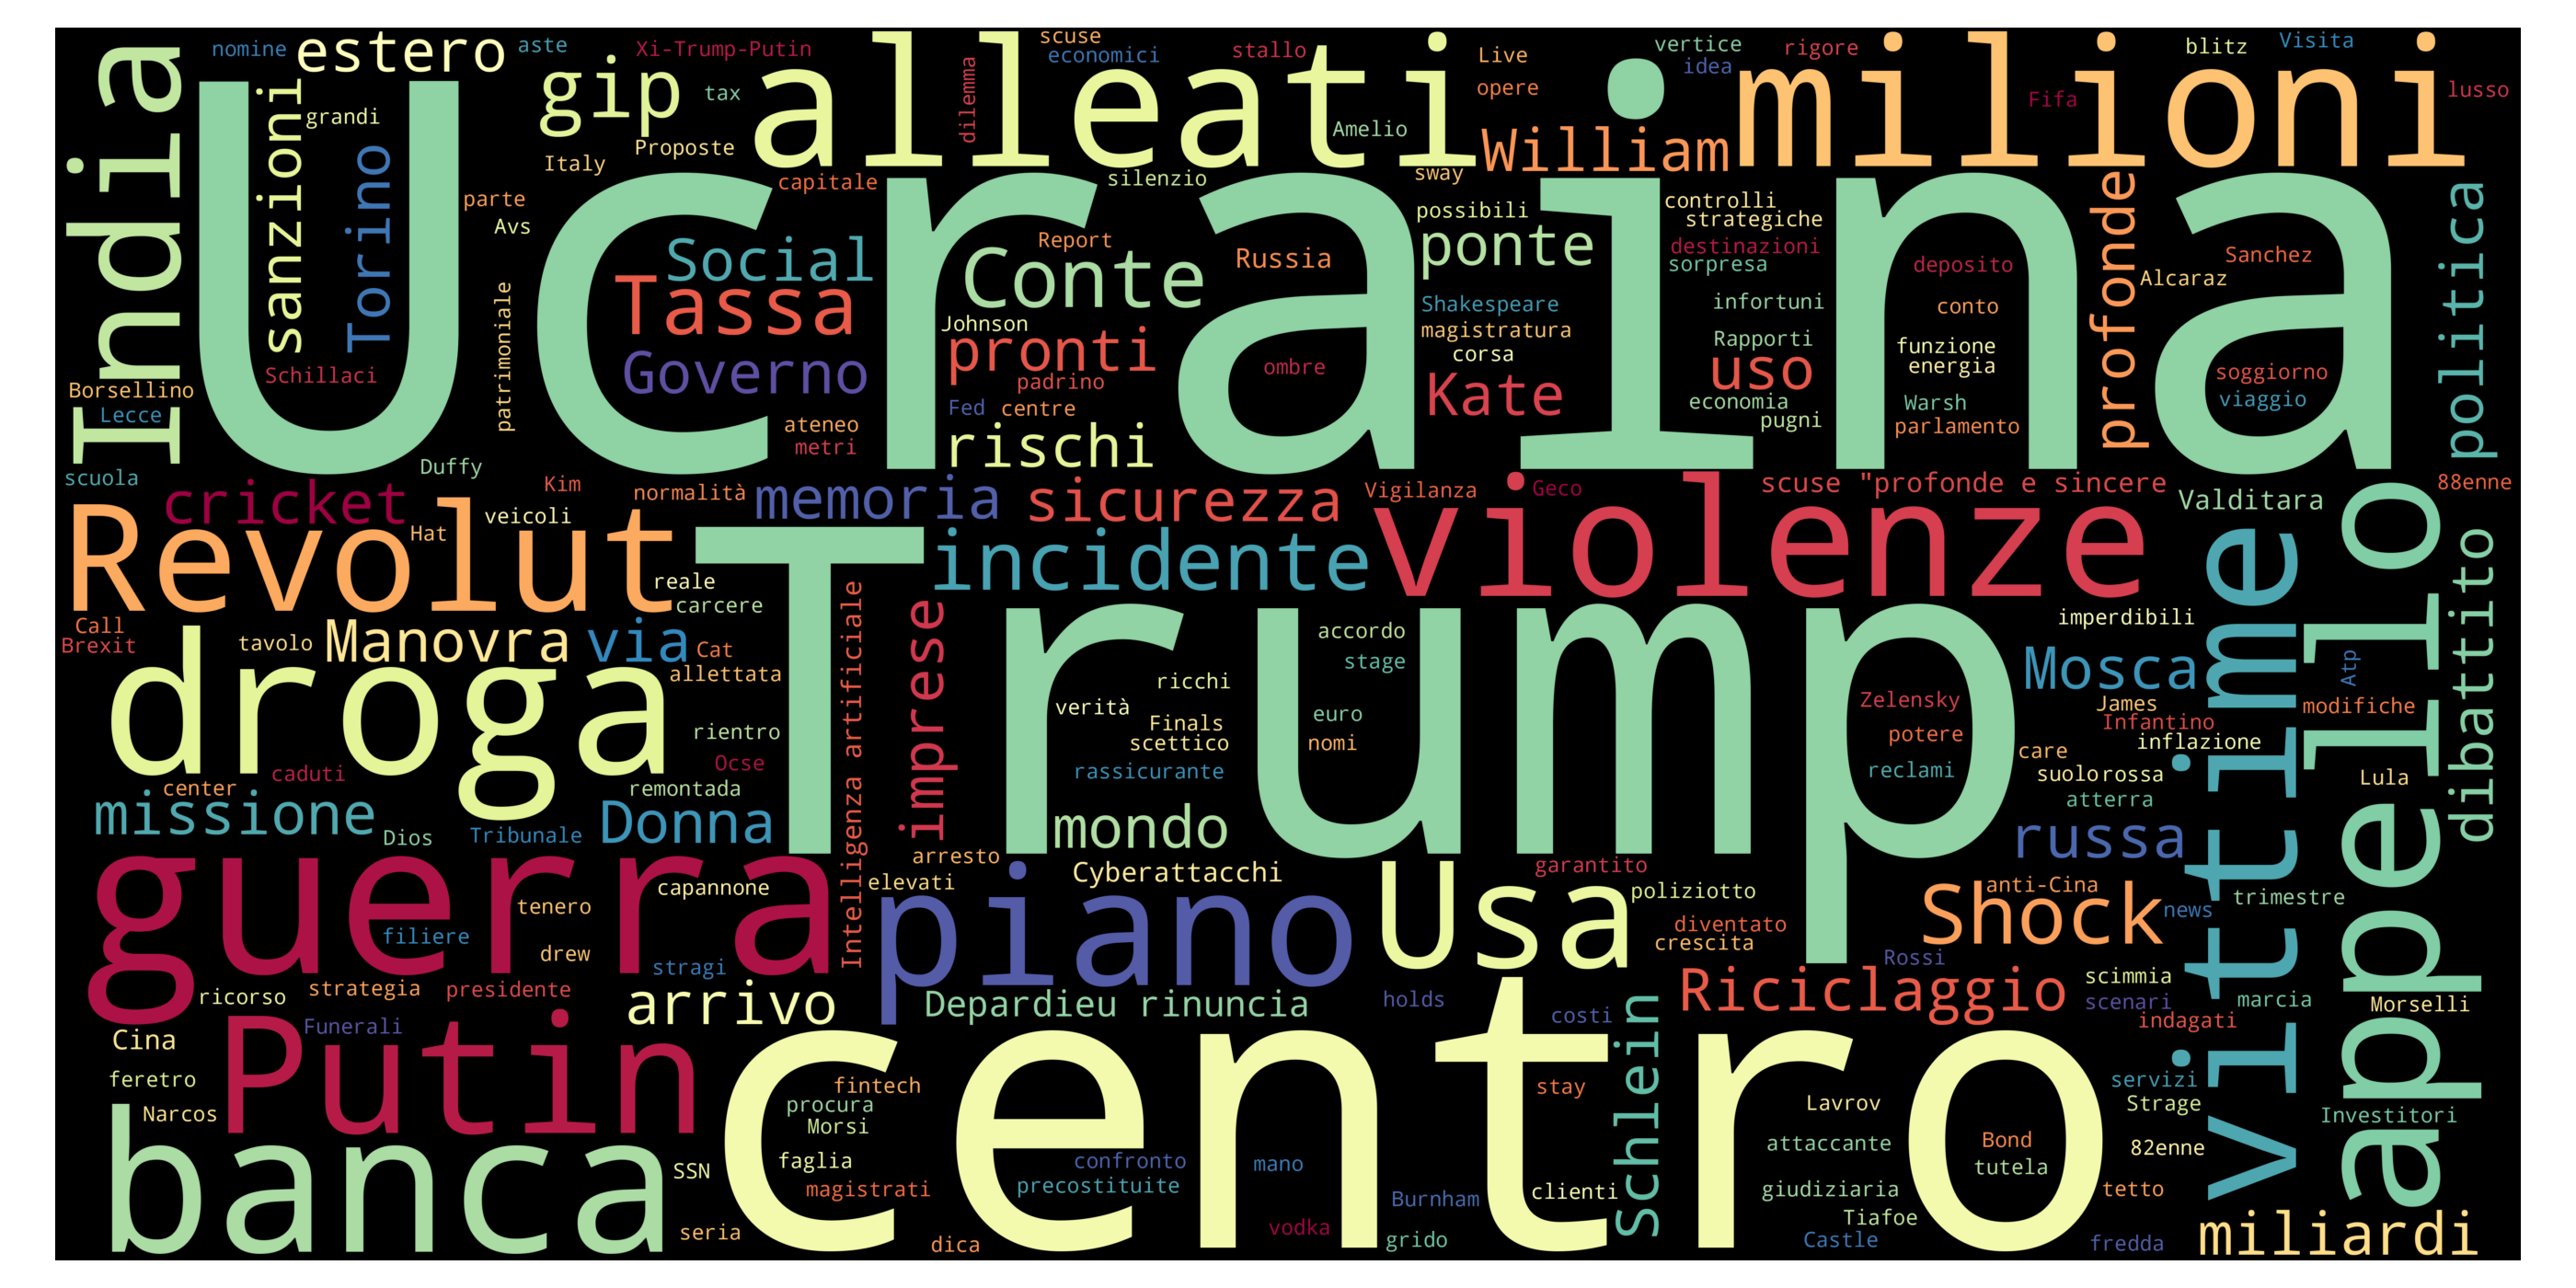 nomine
estero
aste
Xi-Trump-Putin
scuse
economici
stallo
Live
opere
vertice
idea
rigore
blitz
Visita
lusso
India
sanzioni
grandi
Torino
gip
tax
Italy
Proposte
alleati
dilemma
Amelio
William
milioni
Fifa
Ucraina
parte
Avs
capitale
silenzio
sway
possibili
ponte
controlli
strategiche
destinazioni
sorpresa
profonde
politica
Social
Tassa
Governo
Conte
Report
Russia
Johnson
pronti
padrino
Fed
centre
rischi
ombre
Shakespeare
magistratura
corsa
Kate
infortuni
Rapporti
uso
economia
pugni
deposito
conto
funzione
energia
Warsh
parlamento
Alcaraz
Sanchez
soggiorno
viaggio
Borsellino
Lecce
Schillaci
patrimoniale
ateneo
metri
scuola
Duffy
Kim
cricket
normalità
memoria
sicurezza
Vigilanza
Geco
scuse "profonde e sincere
Valditara
88enne
Revolut
Hat
veicoli
reale
carcere
incidente
violenze
Trump
Call
Brexit
tavolo
Manovra
via
Cat
allettata
droga
rientro
Ocse
remontada
Intelligenza artificiale
imprese
ricchi
verità
Finals
scettico
rassicurante
accordo
stage
euro
nomi
Zelensky
potere
reclami
imperdibili
Mosca
James
Infantino
inflazione
care
suolo
rossa
atterra
vittime
appello
Atp
modifiche
Lula
dibattito
caduti
center
missione
Dios
Tribunale
Donna
mondo
russa
guerra
capannone
tenero
filiere
drew
stragi
arresto
elevati
Cyberattacchi
piano
Usa
garantito
poliziotto
diventato
crescita
Shock
anti-Cina
news
trimestre
Rossi
ricorso
strategia
presidente
arrivo
Depardieu rinuncia
holds
costi
Schlein
Riciclaggio
scimmia
scenari
indagati
marcia
Morselli
Funerali
Cina
feretro
Narcos
Putin
centro
fintech
procura
Morsi
faglia
magistrati
stay
Lavrov
attaccante
giudiziaria
Tiafoe
Castle
Bond
tutela
servizi
Strage
82enne
tetto
fredda
Investitori
banca
SSN
seria
dica
confronto
precostituite
mano
vodka
Burnham
grido
clienti
miliardi